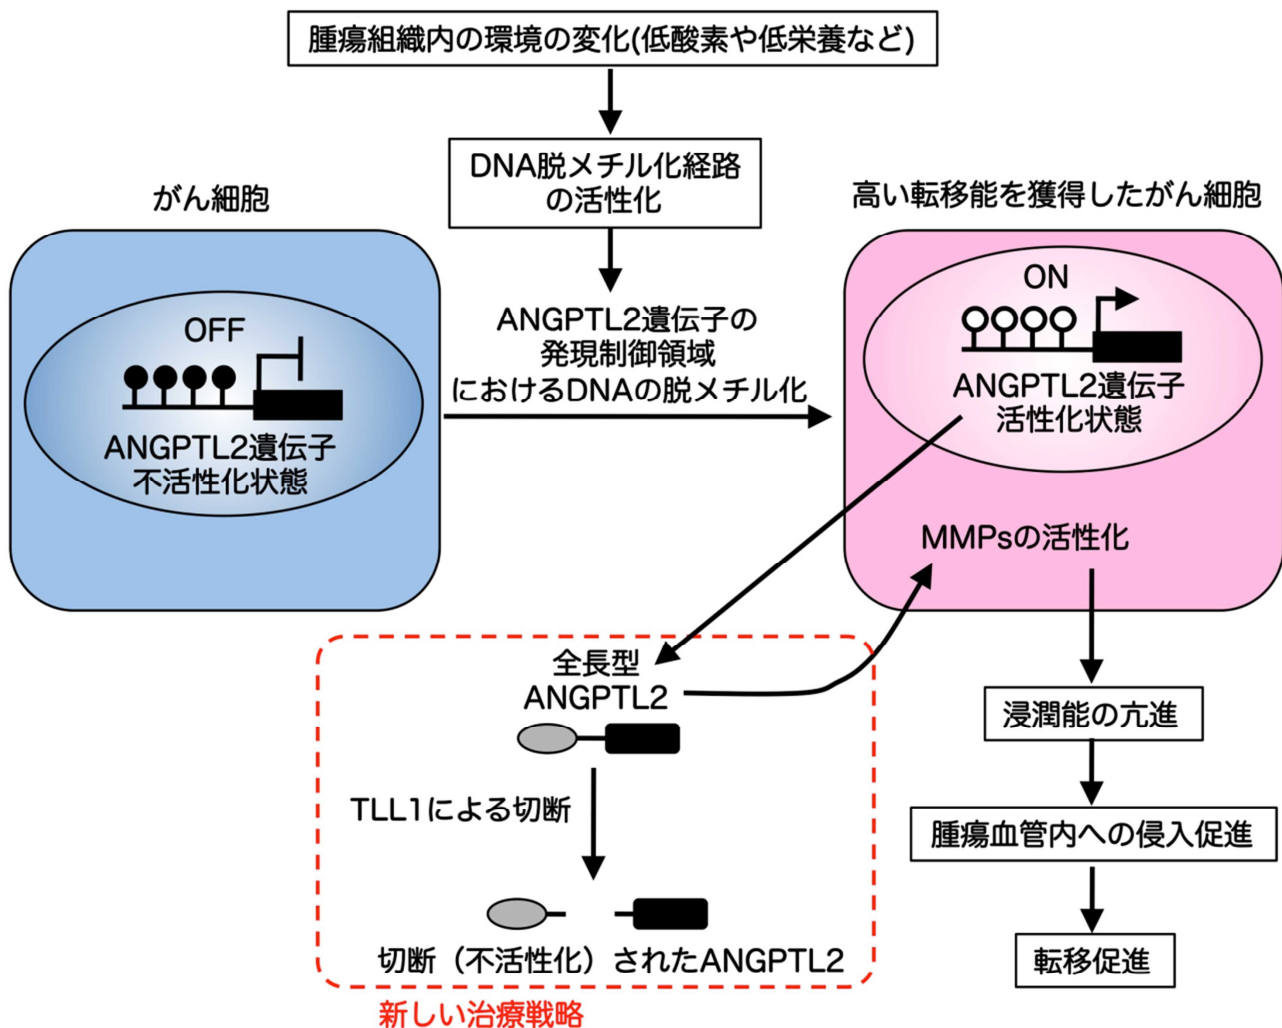 腫瘍組織内の環境の変化(低酸素や低栄養など)
DNA脱メチル化経路
の活性化
がん細胞
高い転移能を獲得したがん細胞
OFF
ANGPTL2遺伝子
不活性化状態
ANGPTL2遺伝子の
発現制御領域
におけるDNAの脱メチル化
ON
ANGPTL2遺伝子
活性化状態
MMPsの活性化
全長型
ANGPTL2
TLL1による切断
切断（不活性化）されたANGPTL2
新しい治療戦略
浸潤能の亢進
腫瘍血管内への侵入促進
転移促進